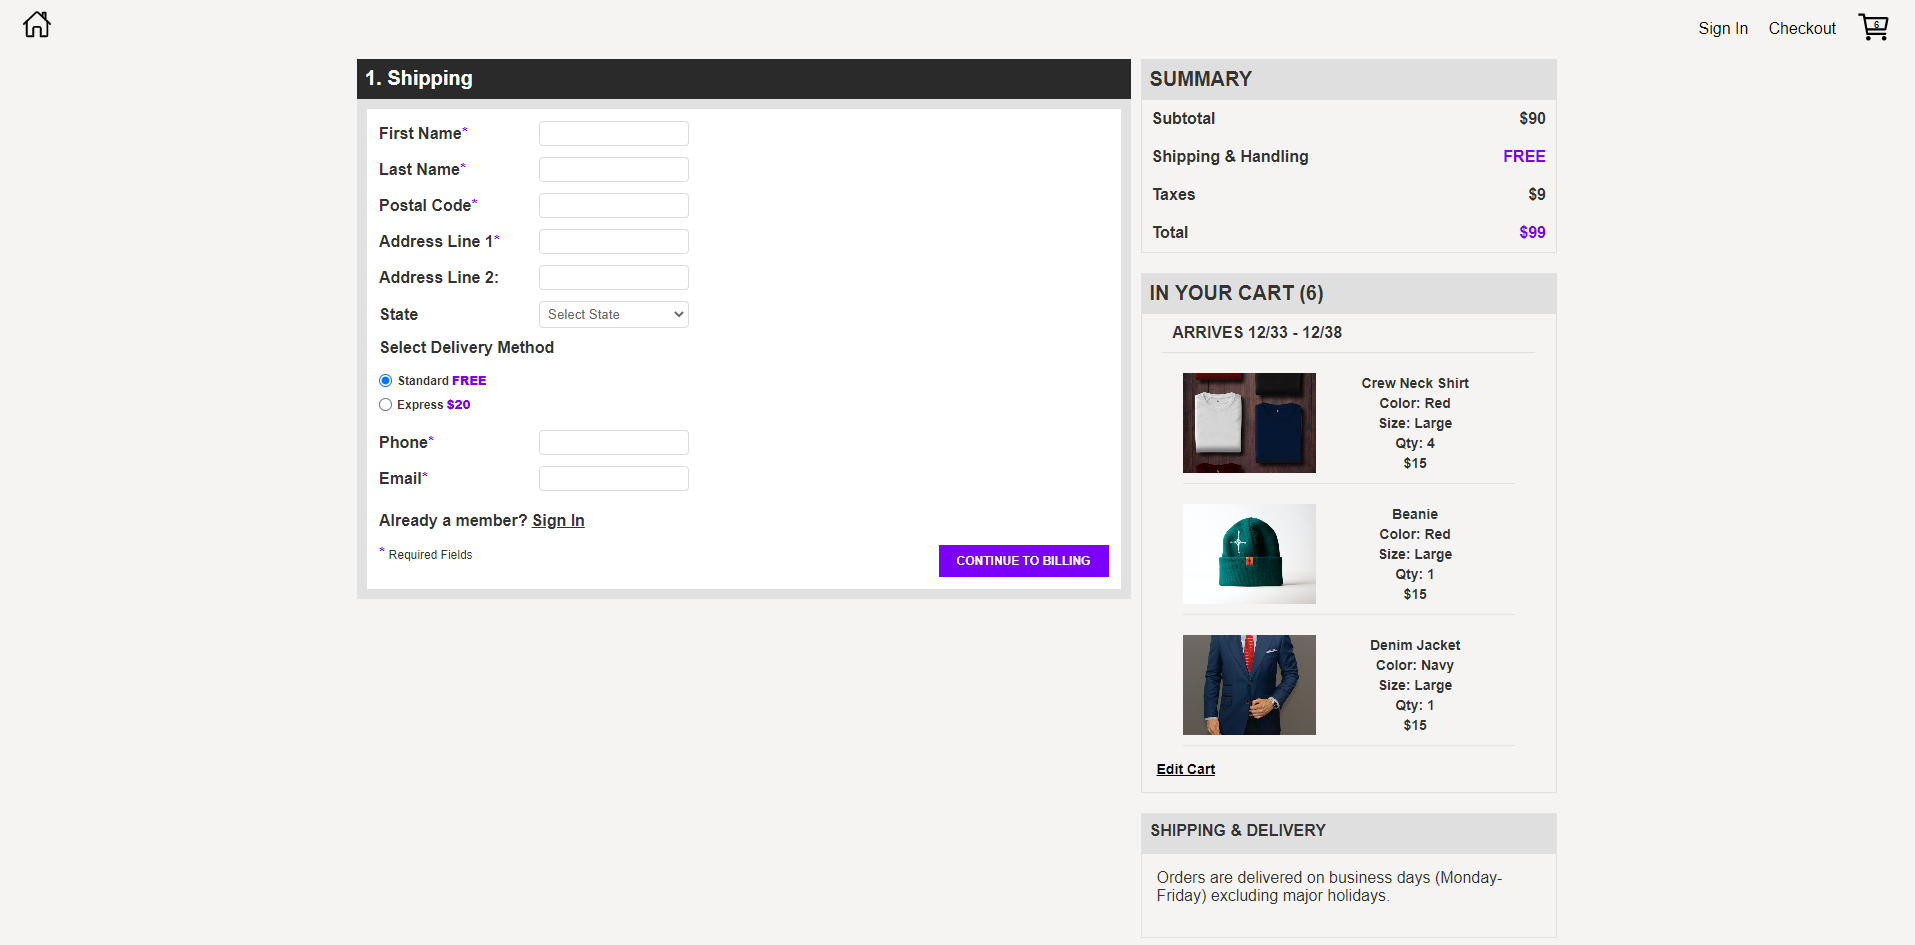 Sign In
Checkout
6
1. Shipping
First Name*
Last Name*
Postal Code*
Address Line 1*
Address Line 2:
State
Select State
Select Delivery Method
Standard FREE
Express $20
Phone*
Email*
Already a member? Sign In
* Required Fields
CONTINUE TO BILLING
SUMMARY
Subtotal $90
Shipping & Handling FREE
Taxes $9
Total $99
IN YOUR CART (6)
ARRIVES 12/33 - 12/38
Crew Neck Shirt
Color: Red
Size: Large
Qty: 4
$15
Beanie
Color: Red
Size: Large
Qty: 1
$15
Denim Jacket
Color: Navy
Size: Large
Qty: 1
$15
Edit Cart
SHIPPING & DELIVERY
Orders are delivered on business days (Monday-
Friday) excluding major holidays.